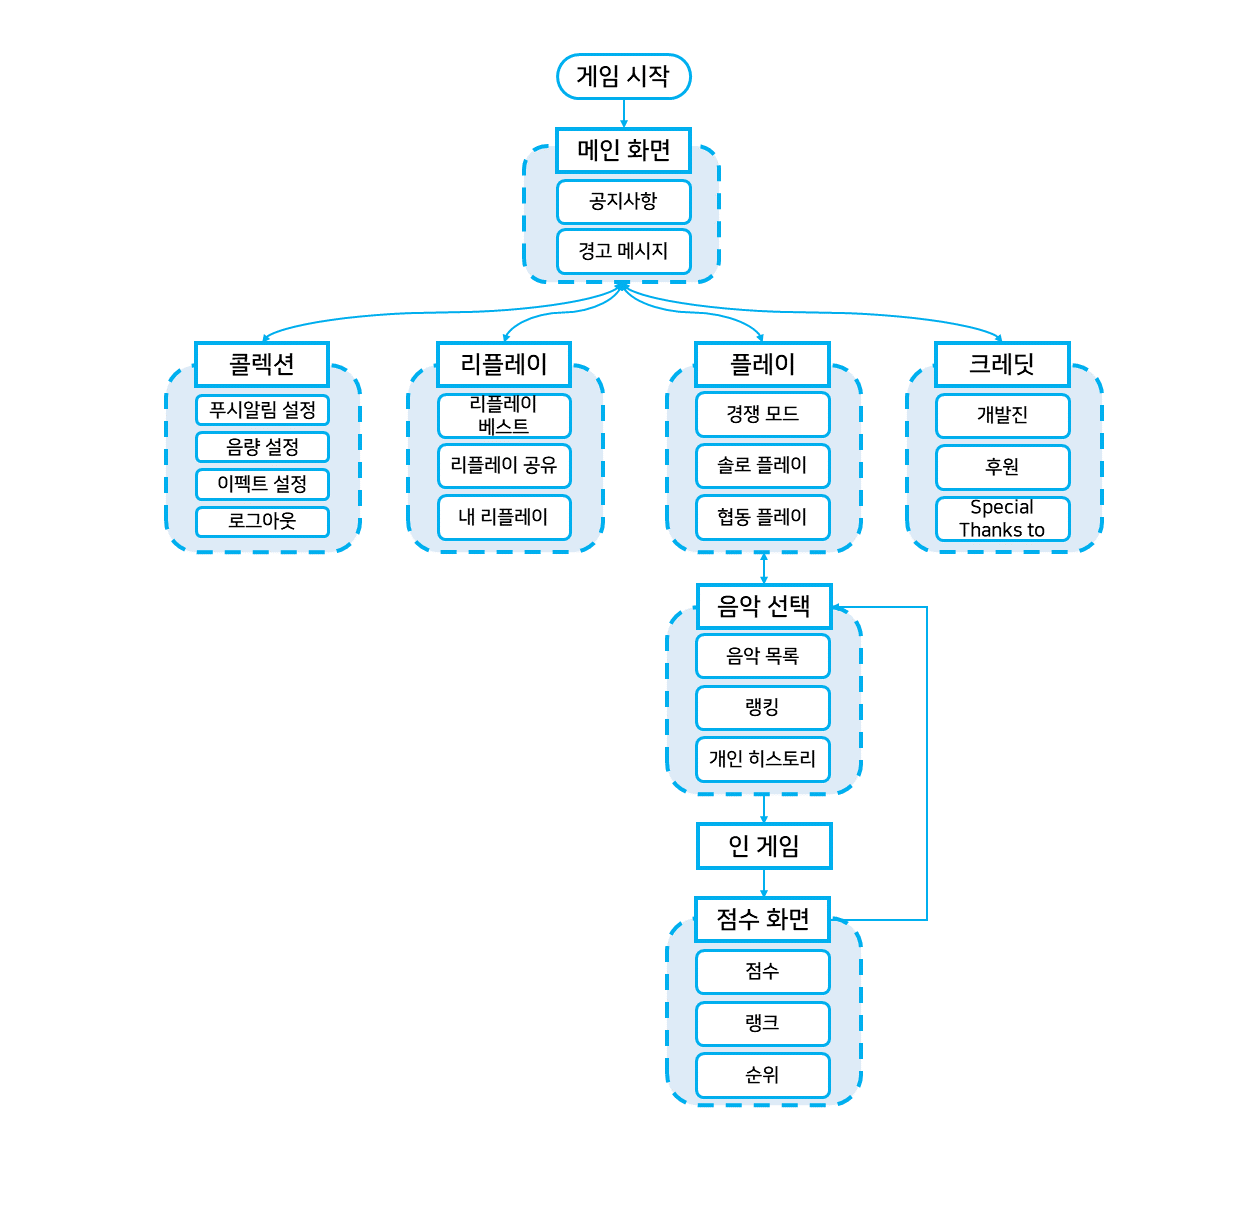 게임 시작
메인 화면
공지사항
경고 메시지
콜렉션
푸시알림 설정
음량 설정
이펙트 설정
로그아웃
리플레이
리플레이
베스트
리플레이 공유
내 리플레이
플레이
경쟁 모드
솔로 플레이
협동 플레이
크레딧
개발진
후원
Special
Thanks to
음악 선택
음악 목록
랭킹
개인 히스토리
인 게임
점수 화면
점수
랭크
순위